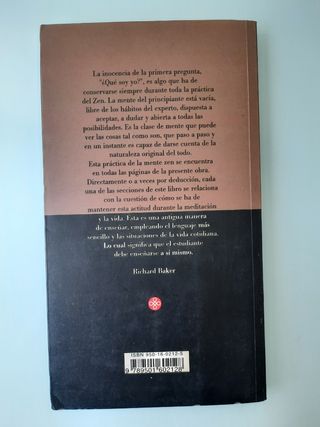 La inocencia de la primera pregunta,
"¿Qué soy yo?", es algo que ha de
conservarse siempre durante toda la práctica
del Zen. La mente del principiante está vacía,
libre de los hábitos del experto, dispuesta a
aceptar, a dudar y abierta a todas las
posibilidades. Es la clase de mente que puede
ver las cosas tal como son, que paso a paso y
en un instante es capaz de darse cuenta de la
naturaleza original del todo.
Esta práctica de la mente zen se encuentra
en todas las páginas de la presente obra.
Directamente o a veces por deducción, cada
una de las secciones de este libro se relaciona
con la cuestión de cómo se ha de
mantener esta actitud durante la meditación
y la vida. Esta es una antigua manera
de enseñar, empleando el lenguaje más
sencillo y las situaciones de la vida cotidiana.
Lo cual significa que el estudiante
debe enseñarse a sí mismo.
Richard Baker
ISBN 950-16-0212-5
9 789501 602128